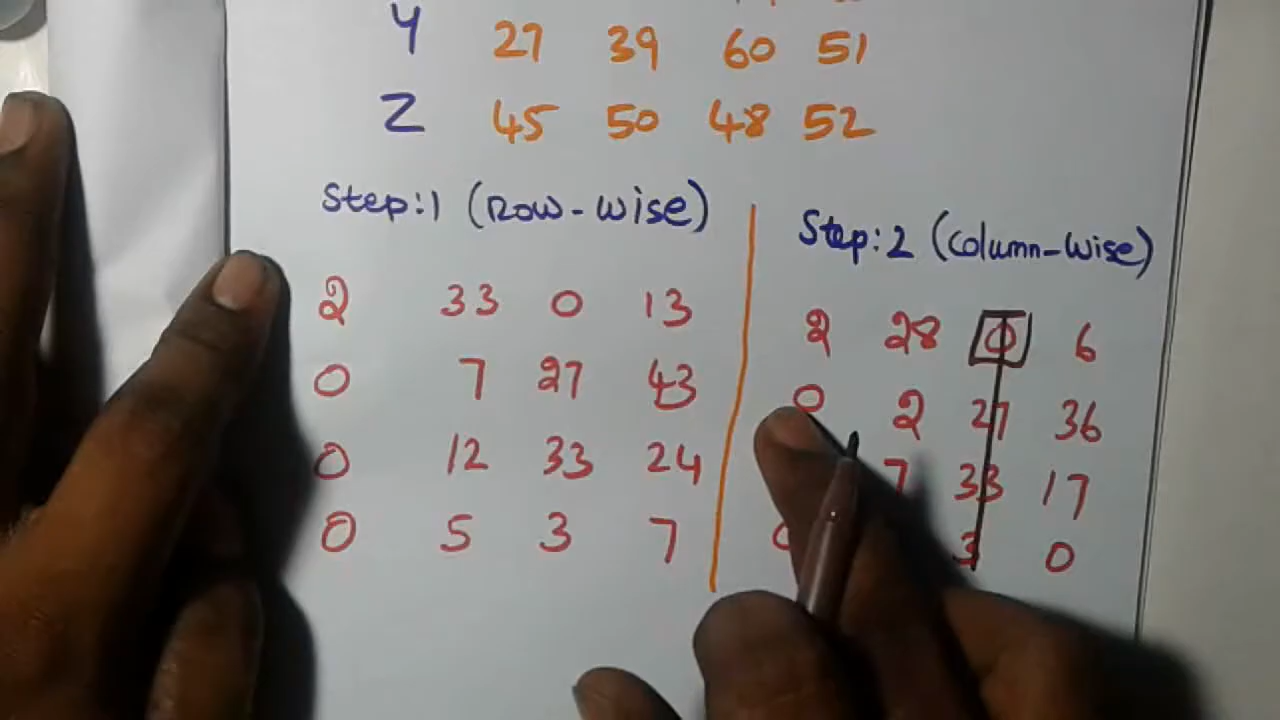 Y 27 39 60 51
Z 45 50 48 52
Step:1 (Row-wise)
2 33 0 13
0 7 27 43
0 12 33 24
0 5 3 7
Step:2 (Column-wise)
2 28 0 6
0 2 27 36
7 33 17
3 0